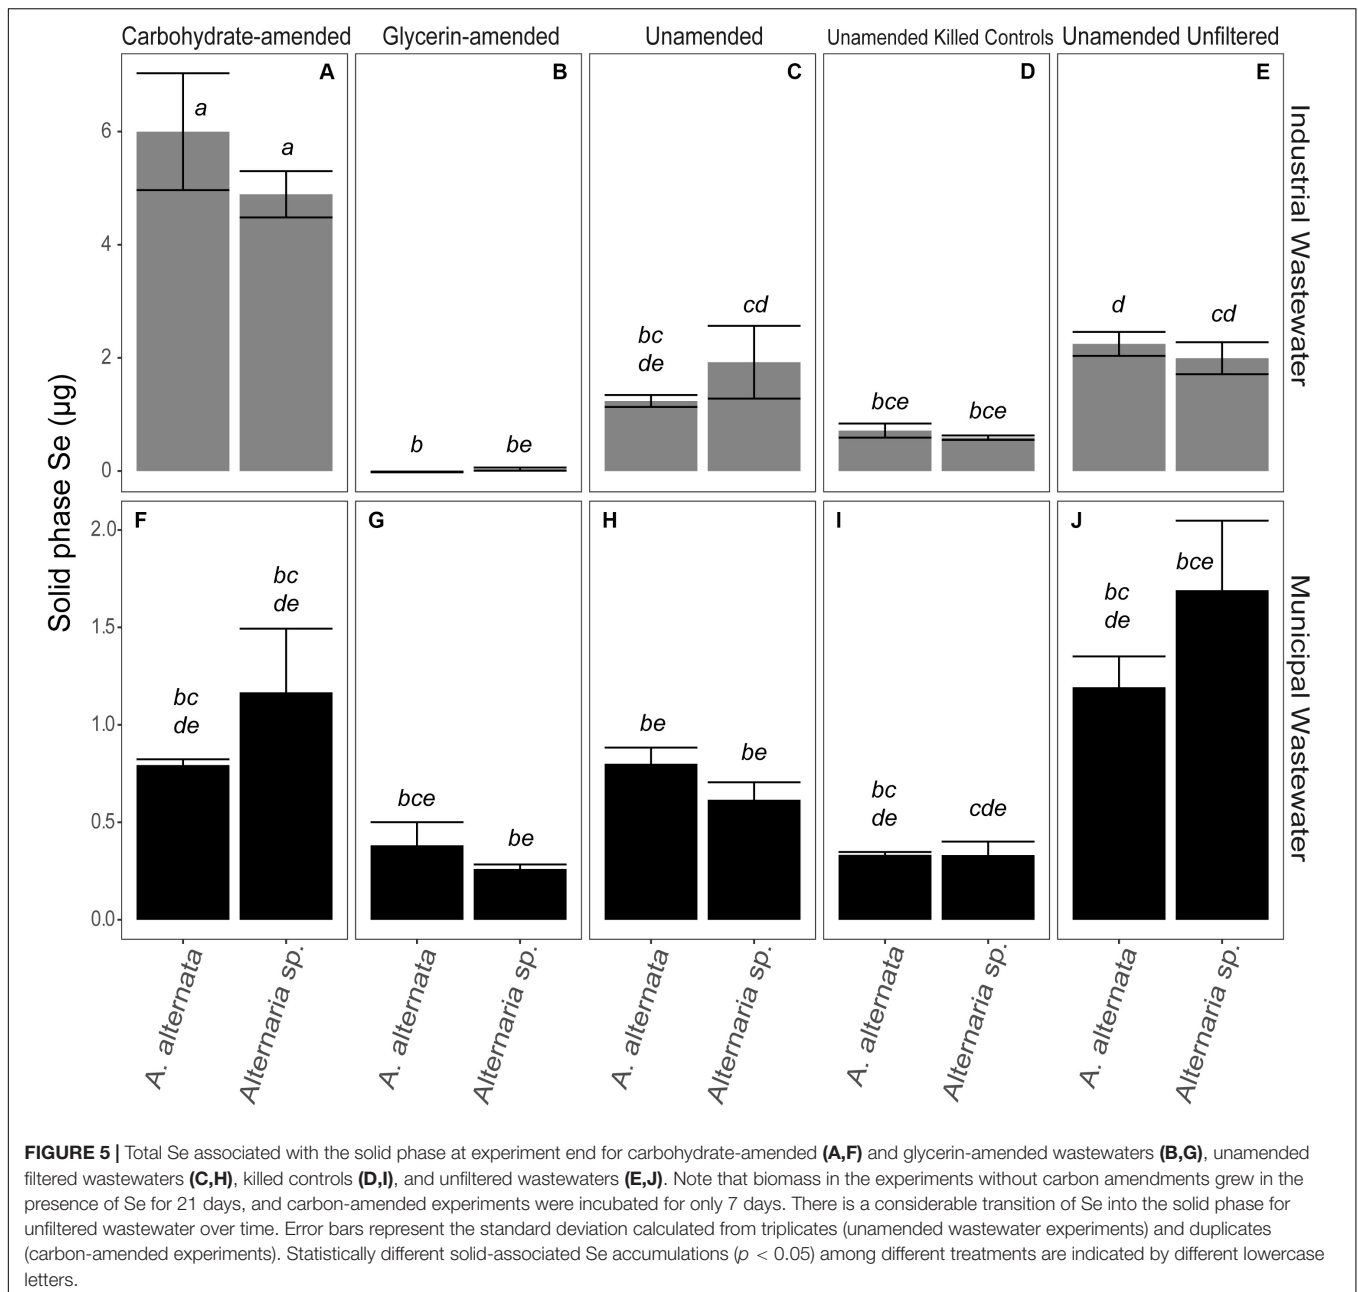 Carbohydrate-amended Glycerin-amended Unamended Unamended Killed Controls Unamended Unfiltered
A B C D E
Industrial Wastewater
6
4
2
0
a
a
b
be
bc
de
cd
bce
bce
d
cd
Solid phase Se (µg)
F G H I J
Municipal Wastewater
2.0
1.5
1.0
0.5
0.0
bc
de
bc
de
bce
be
be
be
bc
de
cde
bc
de
bce
A. alternata
Alternaria sp.
A. alternata
Alternaria sp.
A. alternata
Alternaria sp.
A. alternata
Alternaria sp.
A. alternata
Alternaria sp.
FIGURE 5 | Total Se associated with the solid phase at experiment end for carbohydrate-amended (A,F) and glycerin-amended wastewaters (B,G), unamended
filtered wastewaters (C,H), killed controls (D,I), and unfiltered wastewaters (E,J). Note that biomass in the experiments without carbon amendments grew in the
presence of Se for 21 days, and carbon-amended experiments were incubated for only 7 days. There is a considerable transition of Se into the solid phase for
unfiltered wastewater over time. Error bars represent the standard deviation calculated from triplicates (unamended wastewater experiments) and duplicates
(carbon-amended experiments). Statistically different solid-associated Se accumulations (p < 0.05) among different treatments are indicated by different lowercase
letters.